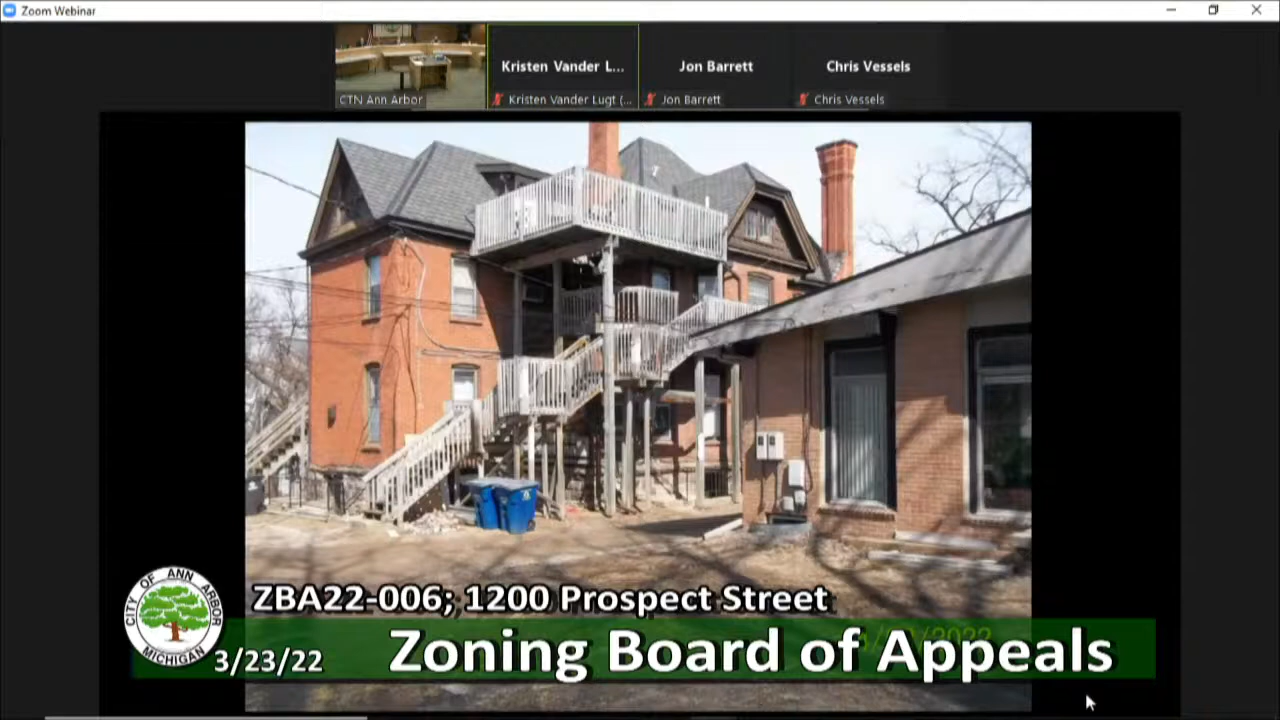 Zoom Webinar
Kristen Vander L...
Jon Barrett
Chris Vessels
CTN Ann Arbor
Kristen Vander Lugt (...
Jon Barrett
Chris Vessels
ZBA22-006; 1200 Prospect Street
CITY OF ANN ARBOR
MICHIGAN
3/23/22
Zoning Board of Appeals